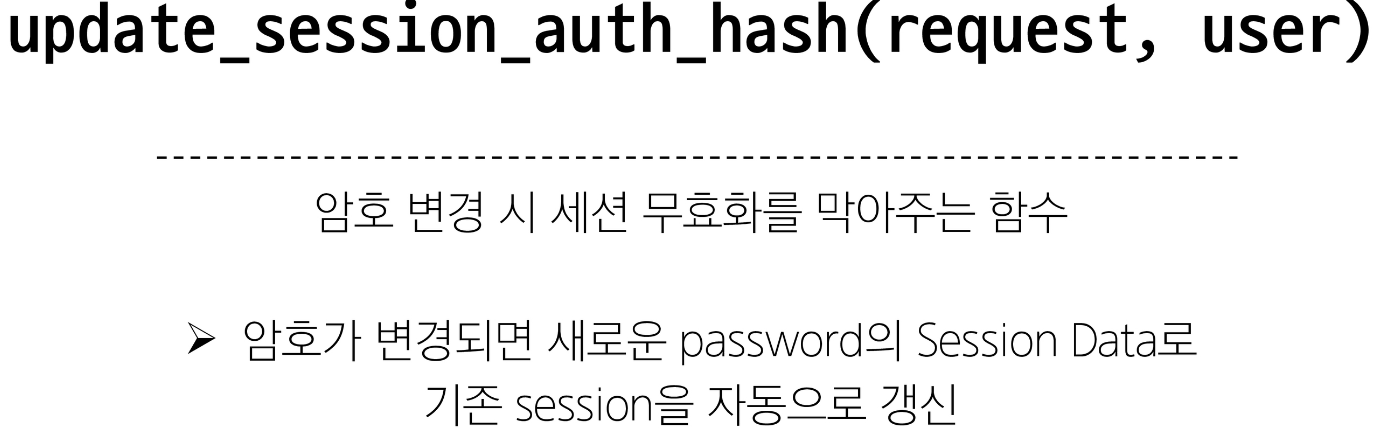 update_session_auth_hash(request, user)
암호 변경 시 세션 무효화를 막아주는 함수
➢ 암호가 변경되면 새로운 password의 Session Data로
기존 session을 자동으로 갱신